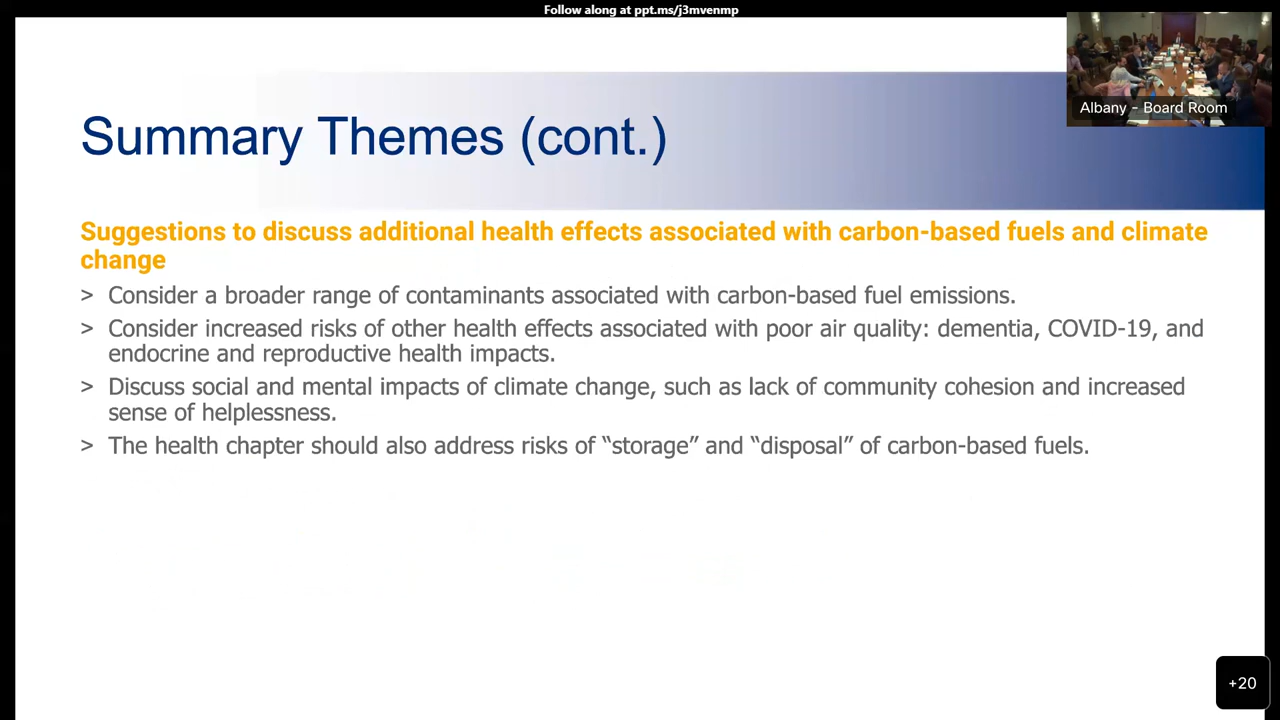 Follow along at ppt.ms/j3mvenmp
Albany - Board Room
Summary Themes (cont.)
Suggestions to discuss additional health effects associated with carbon-based fuels and climate
change
> Consider a broader range of contaminants associated with carbon-based fuel emissions.
> Consider increased risks of other health effects associated with poor air quality: dementia, COVID-19, and
endocrine and reproductive health impacts.
> Discuss social and mental impacts of climate change, such as lack of community cohesion and increased
sense of helplessness.
> The health chapter should also address risks of “storage” and “disposal” of carbon-based fuels.
+20